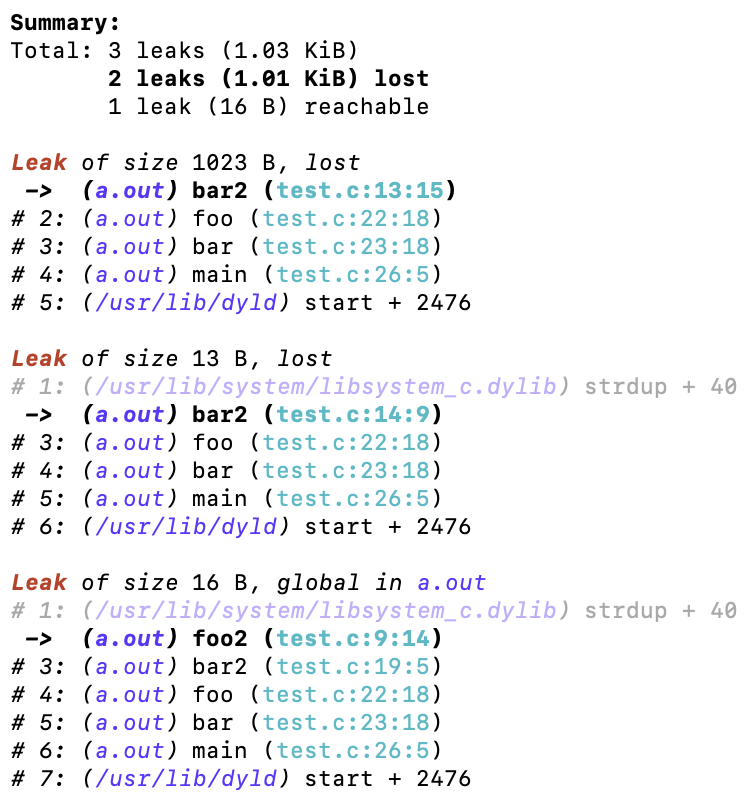 Summary:
Total: 3 leaks (1.03 KiB)
       2 leaks (1.01 KiB) lost
       1 leak (16 B) reachable

Leak of size 1023 B, lost
 ->  (a.out) bar2 (test.c:13:15)
# 2: (a.out) foo (test.c:22:18)
# 3: (a.out) bar (test.c:23:18)
# 4: (a.out) main (test.c:26:5)
# 5: (/usr/lib/dyld) start + 2476

Leak of size 13 B, lost
# 1: (/usr/lib/system/libsystem_c.dylib) strdup + 40
 ->  (a.out) bar2 (test.c:14:9)
# 3: (a.out) foo (test.c:22:18)
# 4: (a.out) bar (test.c:23:18)
# 5: (a.out) main (test.c:26:5)
# 6: (/usr/lib/dyld) start + 2476

Leak of size 16 B, global in a.out
# 1: (/usr/lib/system/libsystem_c.dylib) strdup + 40
 ->  (a.out) foo2 (test.c:9:14)
# 3: (a.out) bar2 (test.c:19:5)
# 4: (a.out) foo (test.c:22:18)
# 5: (a.out) bar (test.c:23:18)
# 6: (a.out) main (test.c:26:5)
# 7: (/usr/lib/dyld) start + 2476